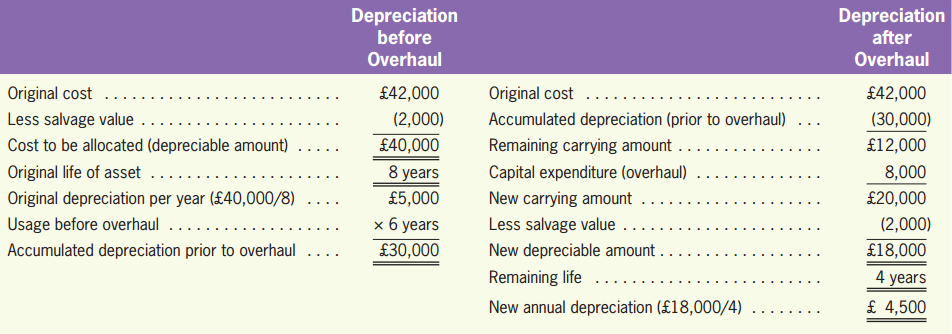 Depreciation
before
Overhaul
Original cost .......................... £42,000
Less salvage value ...................... (2,000)
Cost to be allocated (depreciable amount) ..... £40,000
Original life of asset ..................... 8 years
Original depreciation per year (£40,000/8) .... £5,000
Usage before overhaul ................... × 6 years
Accumulated depreciation prior to overhaul .... £30,000
Depreciation
after
Overhaul
Original cost .......................... £42,000
Accumulated depreciation (prior to overhaul) ... (30,000)
Remaining carrying amount ................ £12,000
Capital expenditure (overhaul) .............. 8,000
New carrying amount .................... £20,000
Less salvage value ...................... (2,000)
New depreciable amount .................. £18,000
Remaining life ......................... 4 years
New annual depreciation (£18,000/4) ........ £ 4,500